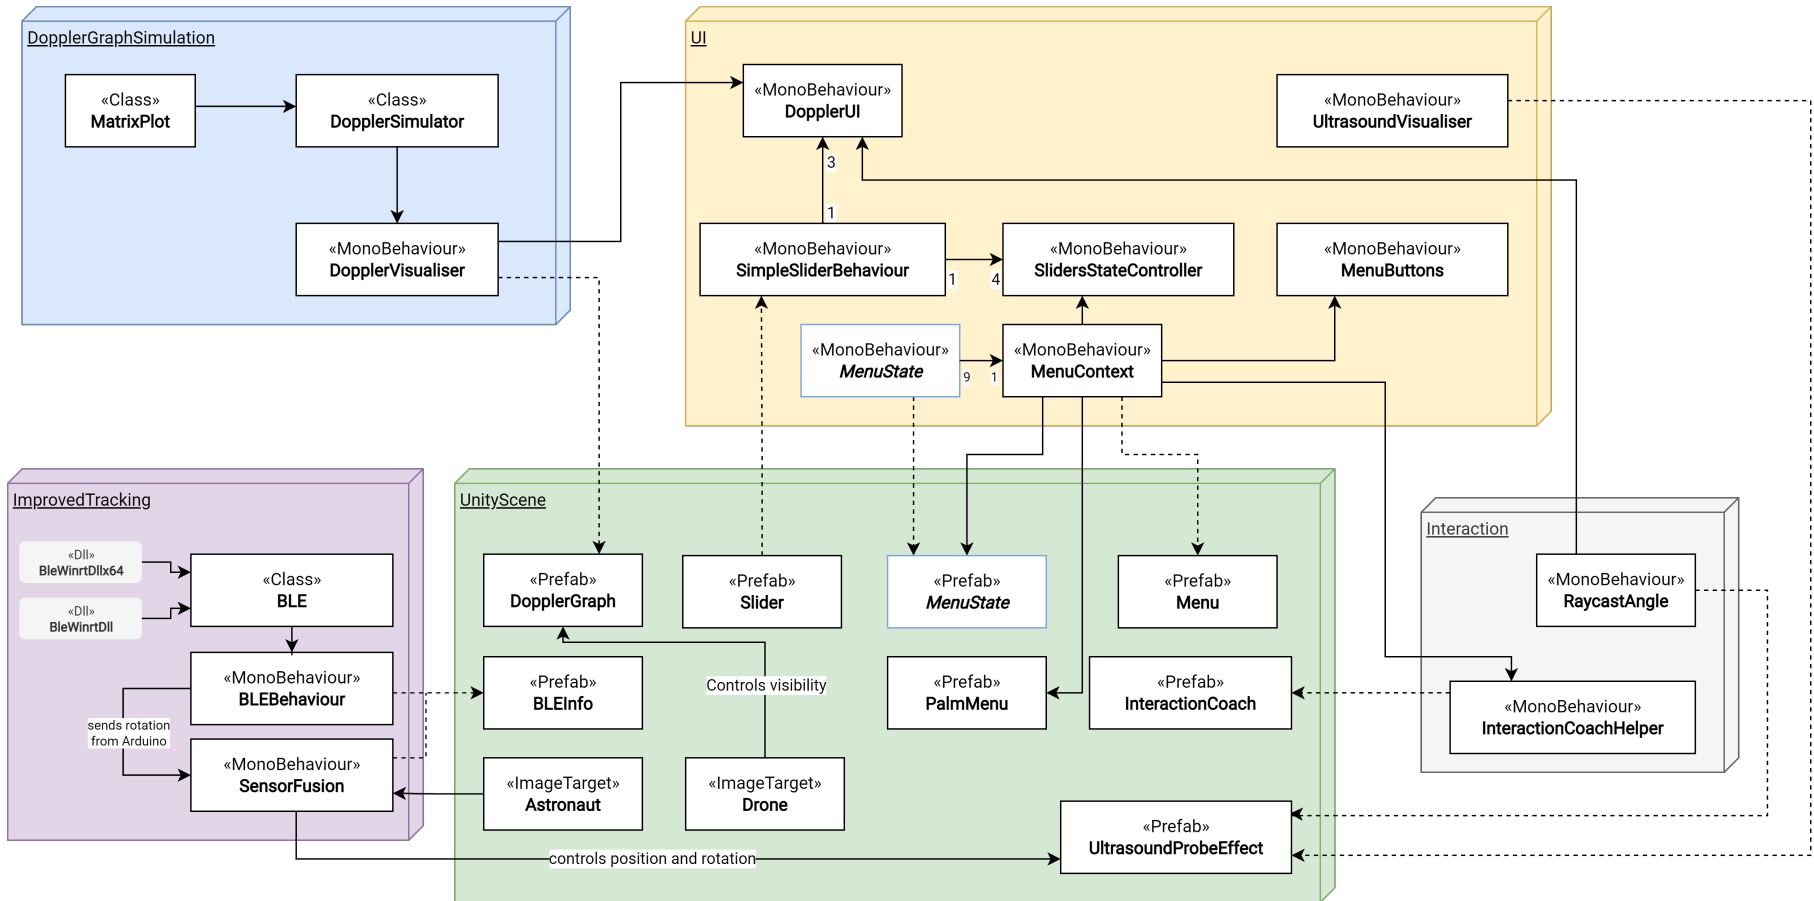 DopplerGraphSimulation
«Class»
MatrixPlot
«Class»
DopplerSimulator
«MonoBehaviour»
DopplerVisualiser
UI
«MonoBehaviour»
DopplerUI
«MonoBehaviour»
UltrasoundVisualiser
3
1
«MonoBehaviour»
SimpleSliderBehaviour
1
4
«MonoBehaviour»
SlidersStateController
«MonoBehaviour»
MenuButtons
«MonoBehaviour»
MenuState
9
1
«MonoBehaviour»
MenuContext
ImprovedTracking
«Dll»
BleWinrtDllx64
«Dll»
BleWinrtDll
«Class»
BLE
«MonoBehaviour»
BLEBehaviour
sends rotation
from Arduino
«MonoBehaviour»
SensorFusion
UnityScene
«Prefab»
DopplerGraph
«Prefab»
Slider
«Prefab»
MenuState
«Prefab»
Menu
«Prefab»
BLEInfo
Controls visibility
«Prefab»
PalmMenu
«Prefab»
InteractionCoach
«ImageTarget»
Astronaut
«ImageTarget»
Drone
«Prefab»
UltrasoundProbeEffect
controls position and rotation
Interaction
«MonoBehaviour»
RaycastAngle
«MonoBehaviour»
InteractionCoachHelper